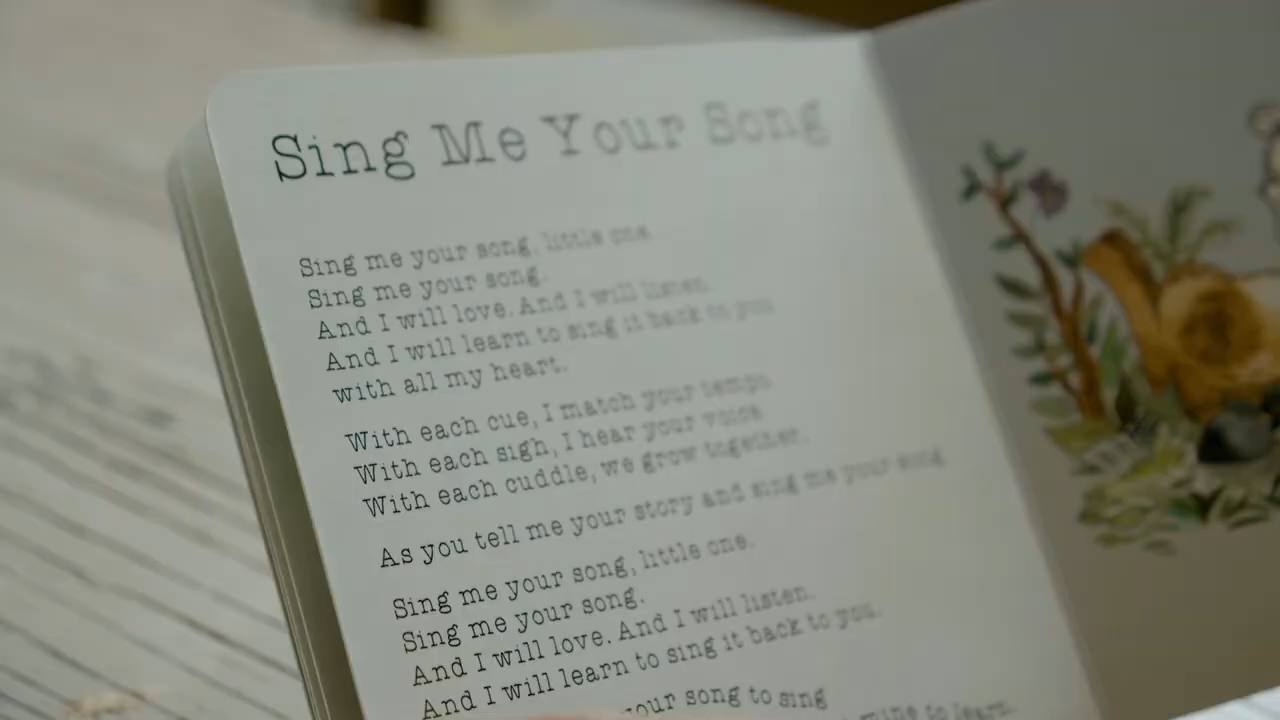 Sing Me Your Song
Sing me your song, little one.
Sing me your song.
And I will love. And I will listen.
And I will learn to sing it back to you
with all my heart.
With each cue, I match your tempo.
With each sigh, I hear your voice.
With each cuddle, we grow together.
As you tell me your story and sing me your song
Sing me your song, little one.
Sing me your song.
And I will love. And I will listen.
And I will learn to sing it back to you.
your song to sing
to learn.